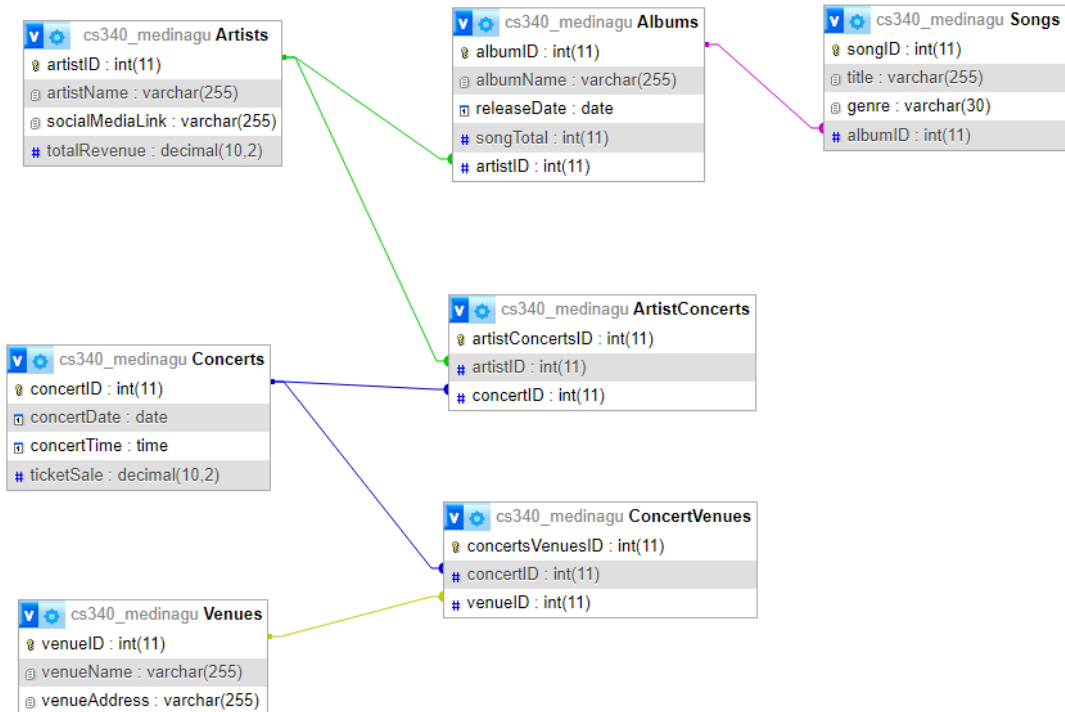 cs340_medinagu Artists
artistID : int(11)
artistName : varchar(255)
socialMediaLink : varchar(255)
totalRevenue : decimal(10,2)
cs340_medinagu Albums
albumID : int(11)
albumName : varchar(255)
releaseDate : date
songTotal : int(11)
artistID : int(11)
cs340_medinagu Songs
songID : int(11)
title : varchar(255)
genre : varchar(30)
albumID : int(11)
cs340_medinagu ArtistConcerts
artistConcertsID : int(11)
artistID : int(11)
concertID : int(11)
cs340_medinagu Concerts
concertID : int(11)
concertDate : date
concertTime : time
ticketSale : decimal(10,2)
cs340_medinagu ConcertVenues
concertsVenuesID : int(11)
concertID : int(11)
venueID : int(11)
cs340_medinagu Venues
venueID : int(11)
venueName : varchar(255)
venueAddress : varchar(255)